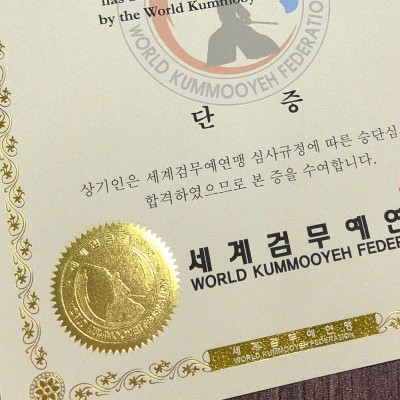 has
by the World Kummooyeh
WORLD KUMMOOYEH FEDERATION
단 증
상기인은 세계검무예연맹 심사규정에 따른 승단심
합격하였으므로 본 증을 수여합니다.
세계검무예연
WORLD KUMMOOYEH FEDER
세계검무예연맹
WORLD KUMMOOYEH FEDERATION